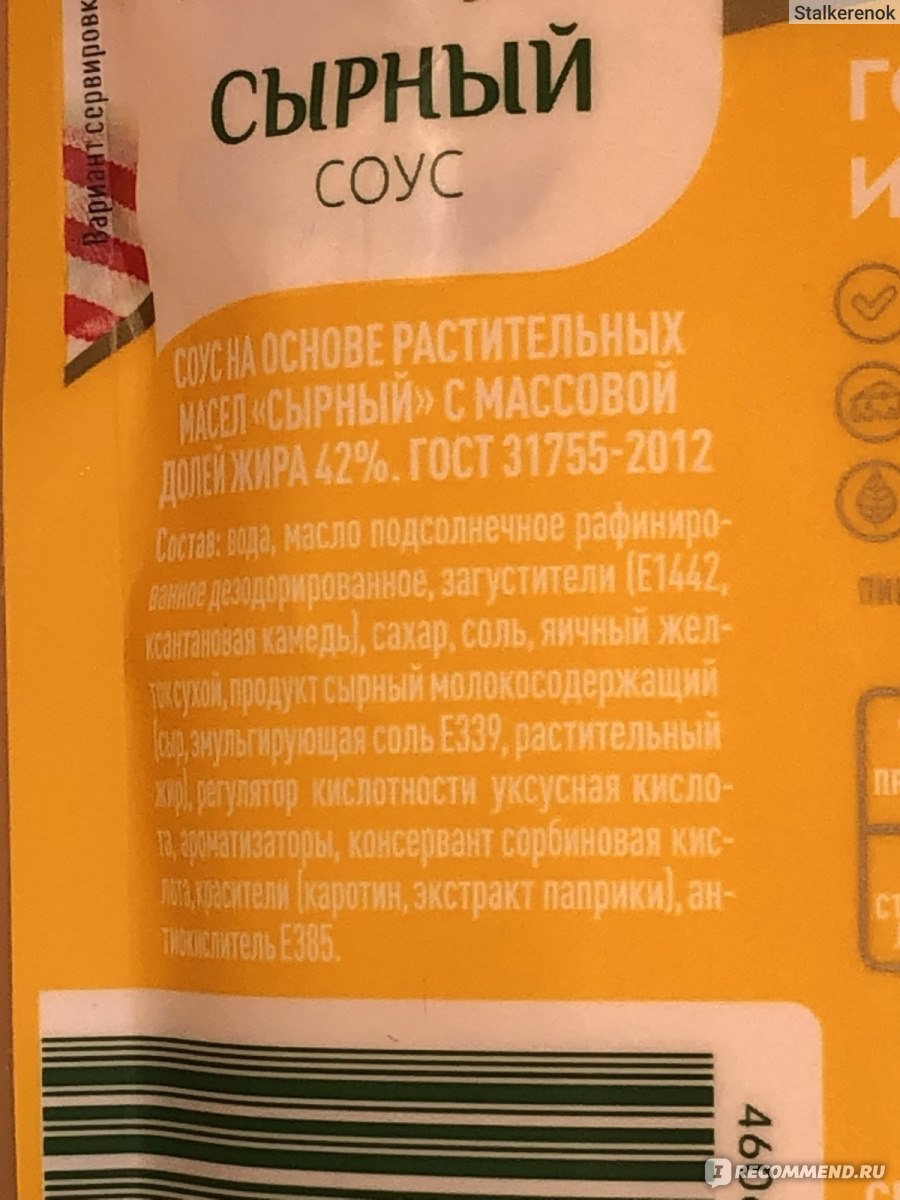 Stalkerenok
Вариант сервировк
СЫРНЫЙ
СОУС
СОУС НА ОСНОВЕ РАСТИТЕЛЬНЫХ
МАСЕЛ «СЫРНЫЙ» С МАССОВОЙ
ДОЛЕЙ ЖИРА 42%. ГОСТ 31755-2012
Состав: вода, масло подсолнечное рафиниро-
ванное дезодорированное, загустители (Е1442,
ксантановая камедь), сахар, соль, яичный жел-
ток сухой, продукт сырный молокосодержащий
(сыр, эмульгирующая соль Е339, растительный
жир), регулятор кислотности уксусная кисло-
та, ароматизаторы, консервант сорбиновая кис-
лота, красители (каротин, экстракт паприки), ан-
тиокислитель Е385.
460
RECOMMEND.RU